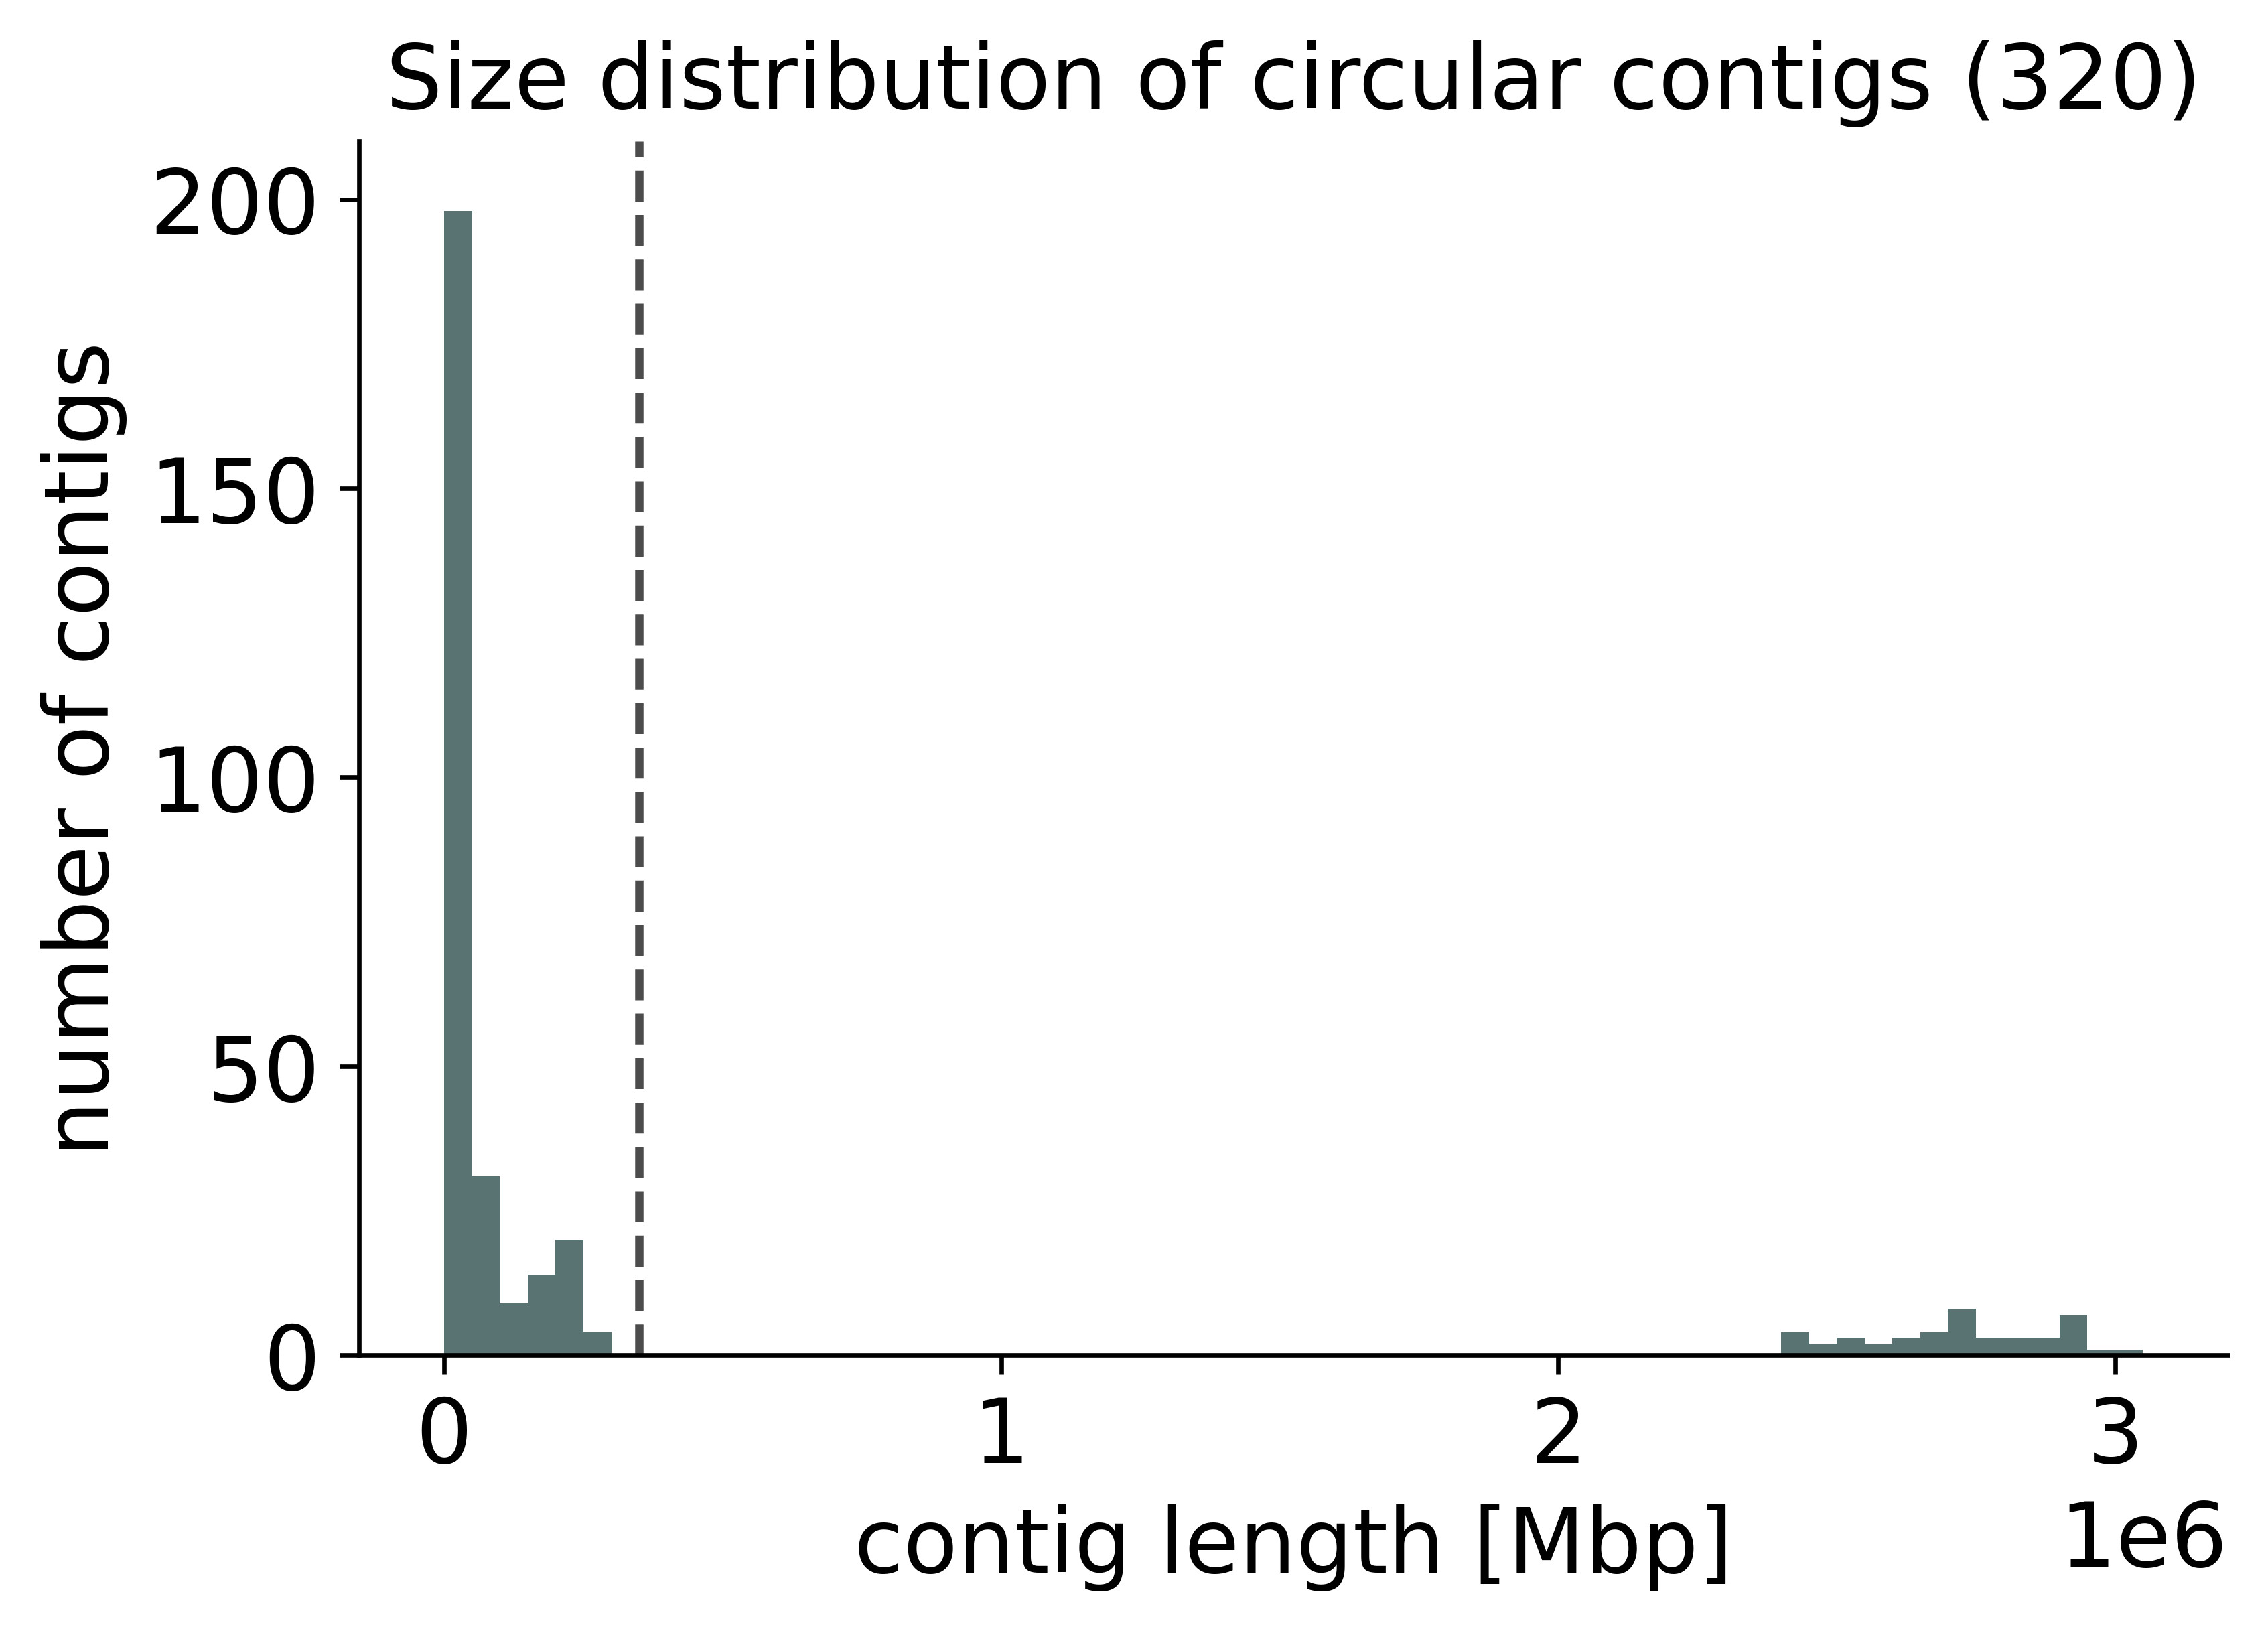 Size distribution of circular contigs (320)
number of contigs
200
150
100
50
0
0 1 2 3
contig length [Mbp]
1e6